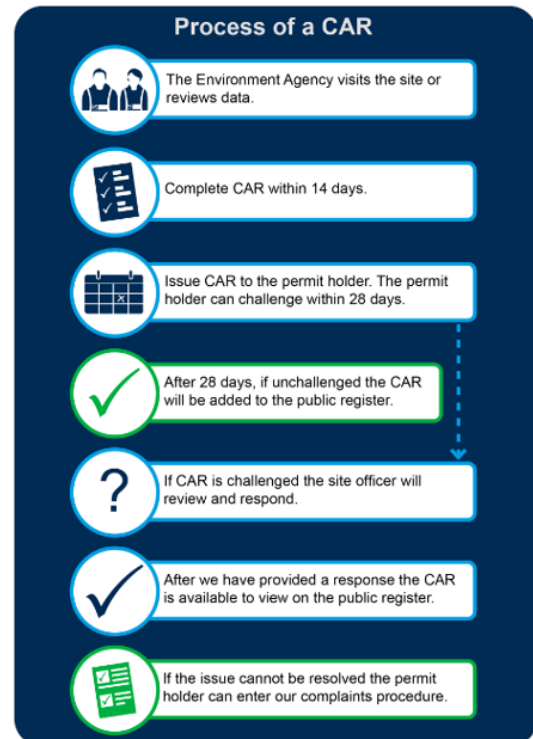 Process of a CAR
The Environment Agency visits the site or
reviews data.
Complete CAR within 14 days.
Issue CAR to the permit holder. The permit
holder can challenge within 28 days.
After 28 days, if unchallenged the CAR
will be added to the public register.
If CAR is challenged the site officer will
review and respond.
After we have provided a response the CAR
is available to view on the public register.
If the issue cannot be resolved the permit
holder can enter our complaints procedure.